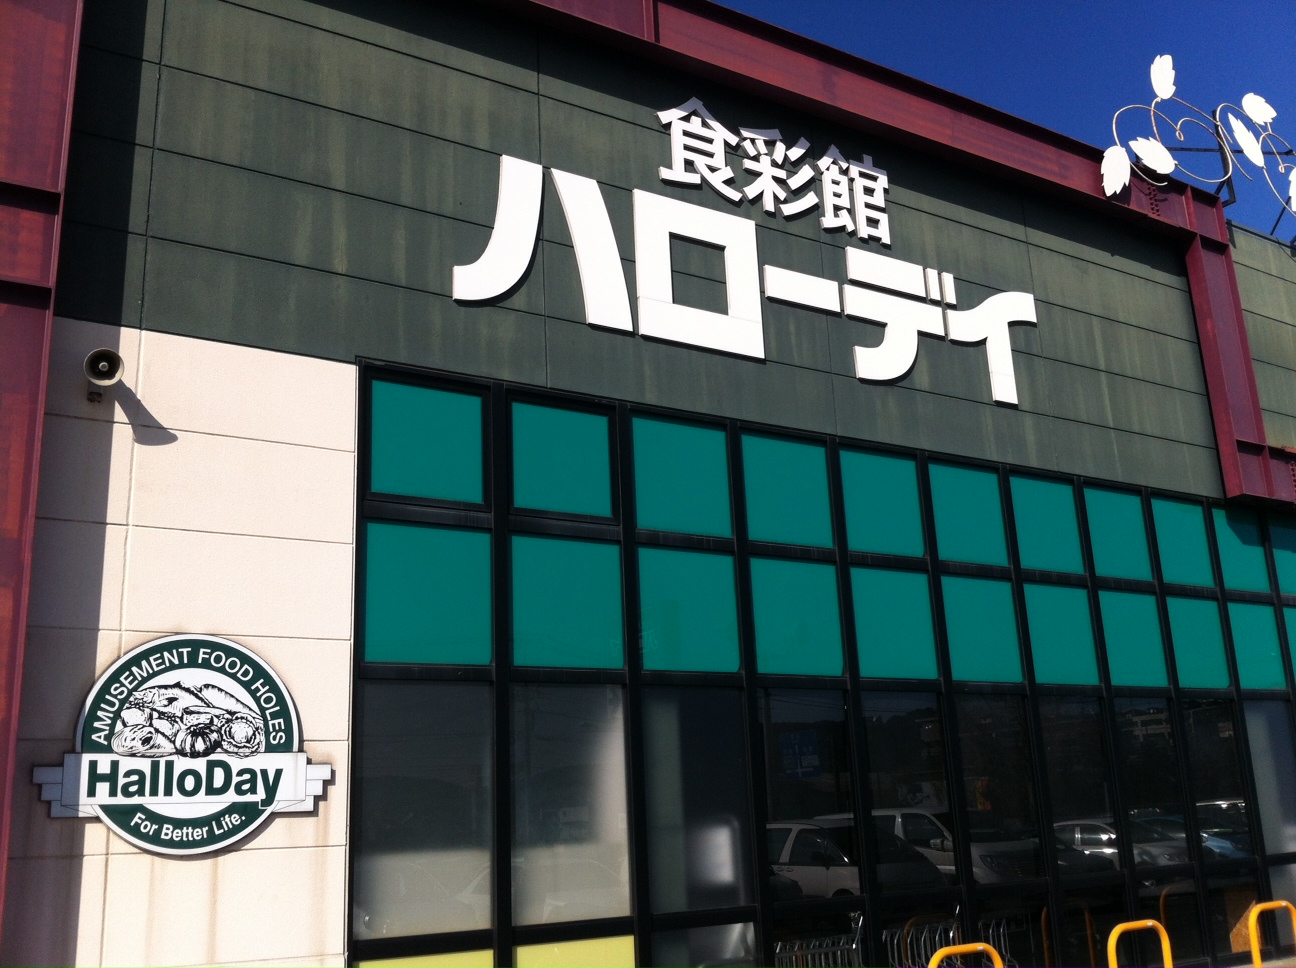 食彩館
ハローデイ
AMUSEMENT FOOD HOLES
HalloDay
For Better Life.